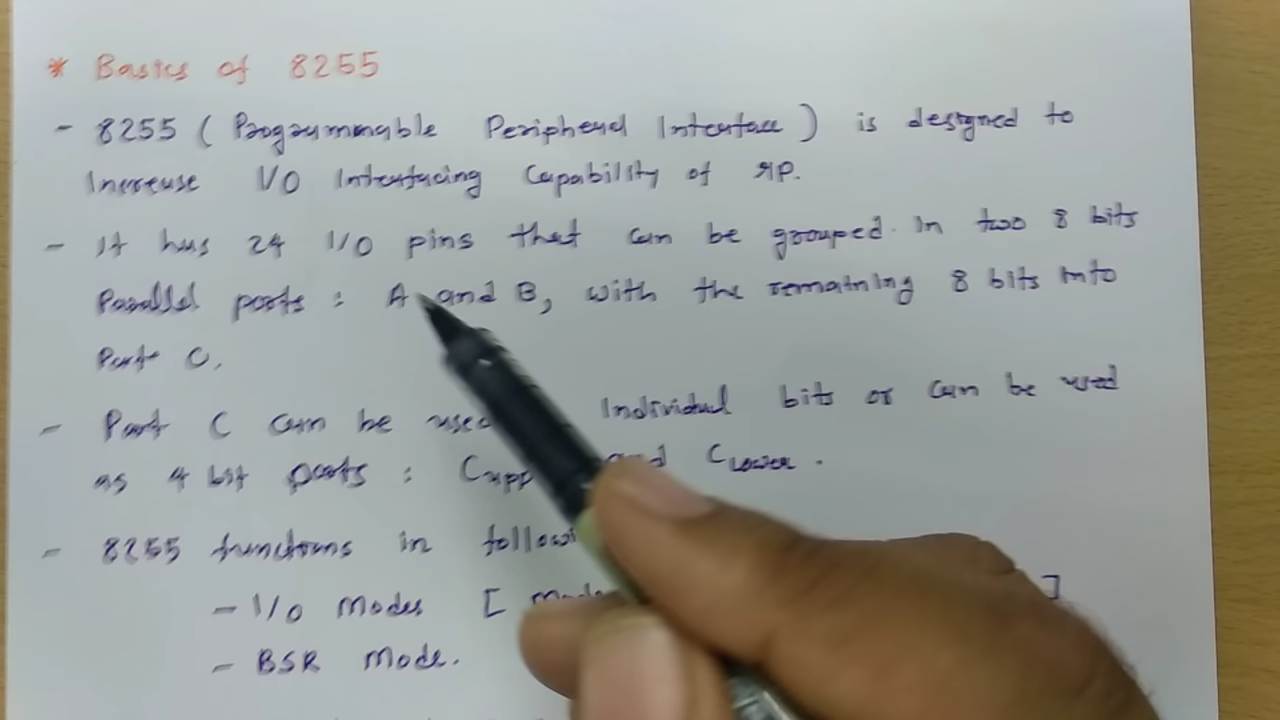 * Basics of 8255
- 8255 (Programmable Peripheral Interface) is designed to
Increase I/O Interfacing Capability of μP.
- It has 24 I/O pins that can be grouped in two 8 bits
Parallel ports : A and B, with the remaining 8 bits into
Port C.
- Port C can be used Individual bits or can be used
as 4 bit ports : Cupp and Clower.
- 8255 functions in followi
- I/O Modes [ mode ]
- BSR Mode.